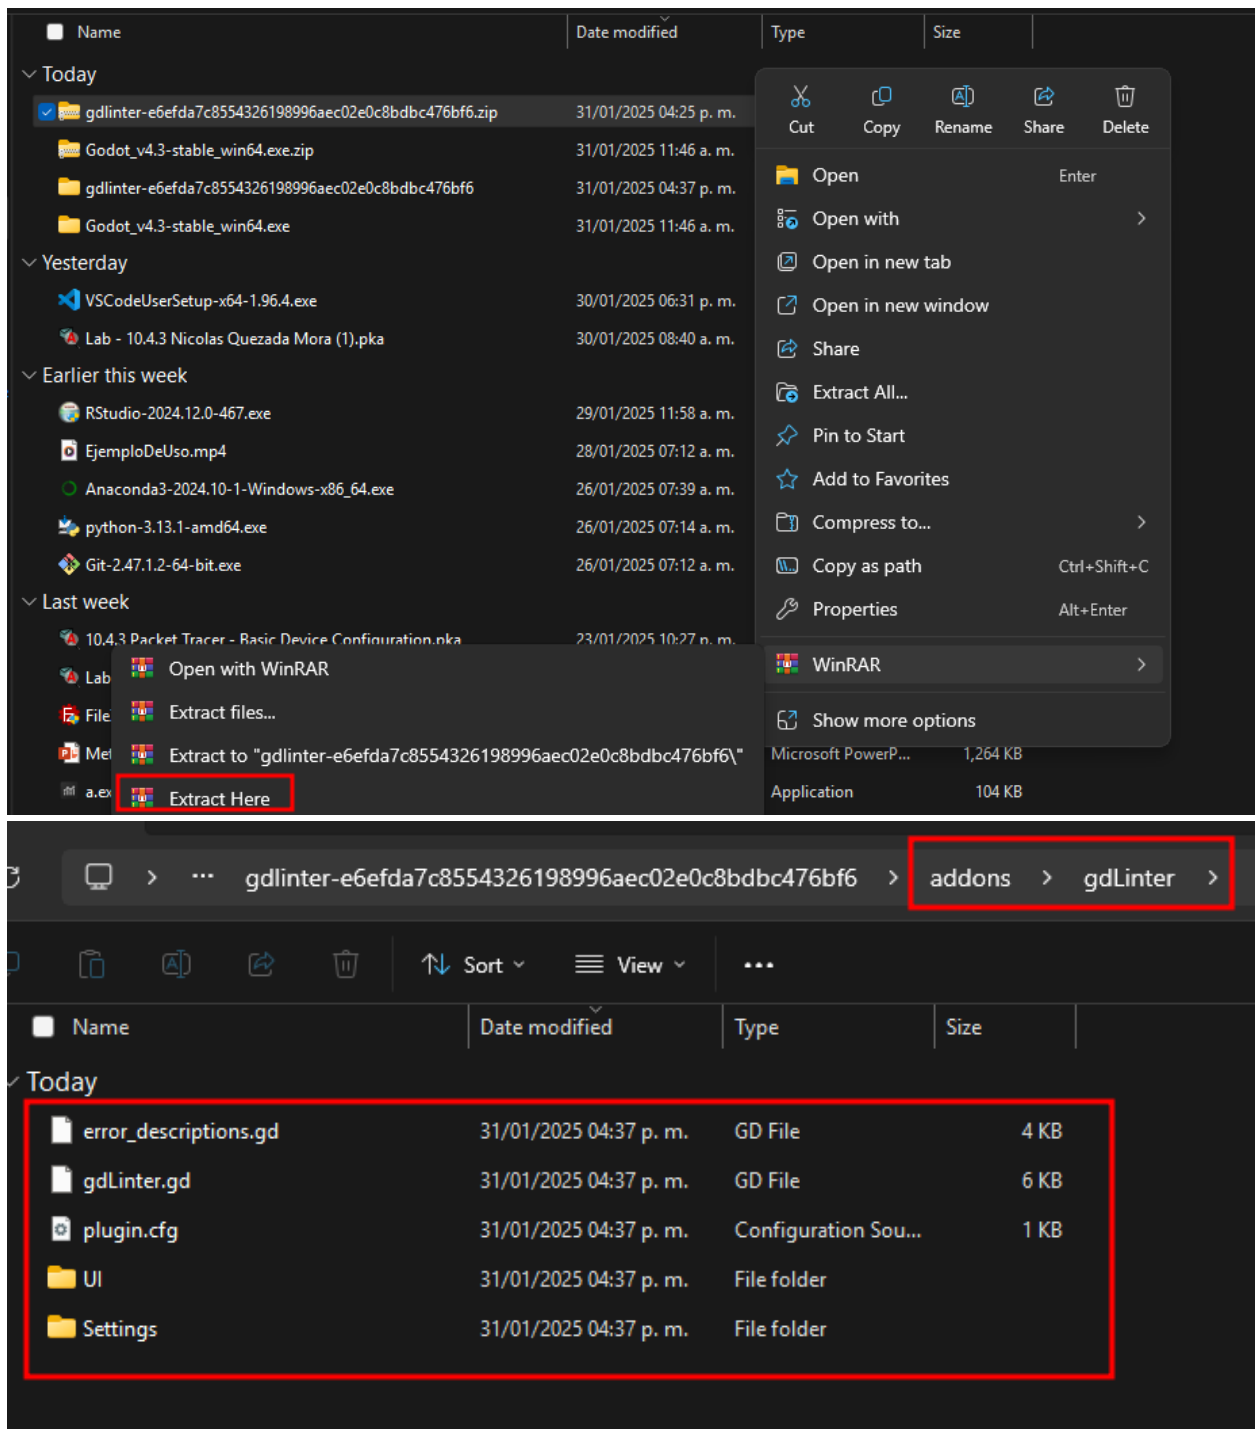 Name Date modified Type Size
Today
gdlinter-e6efda7c8554326198996aec02e0c8bdbc476bf6.zip 31/01/2025 04:25 p. m.
Godot_v4.3-stable_win64.exe.zip 31/01/2025 11:46 a. m.
gdlinter-e6efda7c8554326198996aec02e0c8bdbc476bf6 31/01/2025 04:37 p. m.
Godot_v4.3-stable_win64.exe 31/01/2025 11:46 a. m.
Yesterday
VSCodeUserSetup-x64-1.96.4.exe 30/01/2025 06:31 p. m.
Lab - 10.4.3 Nicolas Quezada Mora (1).pka 30/01/2025 08:40 a. m.
Earlier this week
RStudio-2024.12.0-467.exe 29/01/2025 11:58 a. m.
EjemploDeUso.mp4 28/01/2025 07:12 a. m.
Anaconda3-2024.10-1-Windows-x86_64.exe 26/01/2025 07:39 a. m.
python-3.13.1-amd64.exe 26/01/2025 07:14 a. m.
Git-2.47.1.2-64-bit.exe 26/01/2025 07:12 a. m.
Last week
10.4.3 Packet Tracer - Basic Device Configuration.pka 23/01/2025 10:27 p. m.
Lab
File
Met
Microsoft PowerP... 1,264 KB
a.ex
Application 104 KB
Cut Copy Rename Share Delete
Open Enter
Open with
Open in new tab
Open in new window
Share
Extract All...
Pin to Start
Add to Favorites
Compress to...
Copy as path Ctrl+Shift+C
Properties Alt+Enter
WinRAR
Show more options
Open with WinRAR
Extract files...
Extract to "gdlinter-e6efda7c8554326198996aec02e0c8bdbc476bf6\"
Extract Here
gdlinter-e6efda7c8554326198996aec02e0c8bdbc476bf6 > addons > gdLinter >
Sort View
Name Date modified Type Size
Today
error_descriptions.gd 31/01/2025 04:37 p. m. GD File 4 KB
gdLinter.gd 31/01/2025 04:37 p. m. GD File 6 KB
plugin.cfg 31/01/2025 04:37 p. m. Configuration Sou... 1 KB
UI 31/01/2025 04:37 p. m. File folder
Settings 31/01/2025 04:37 p. m. File folder